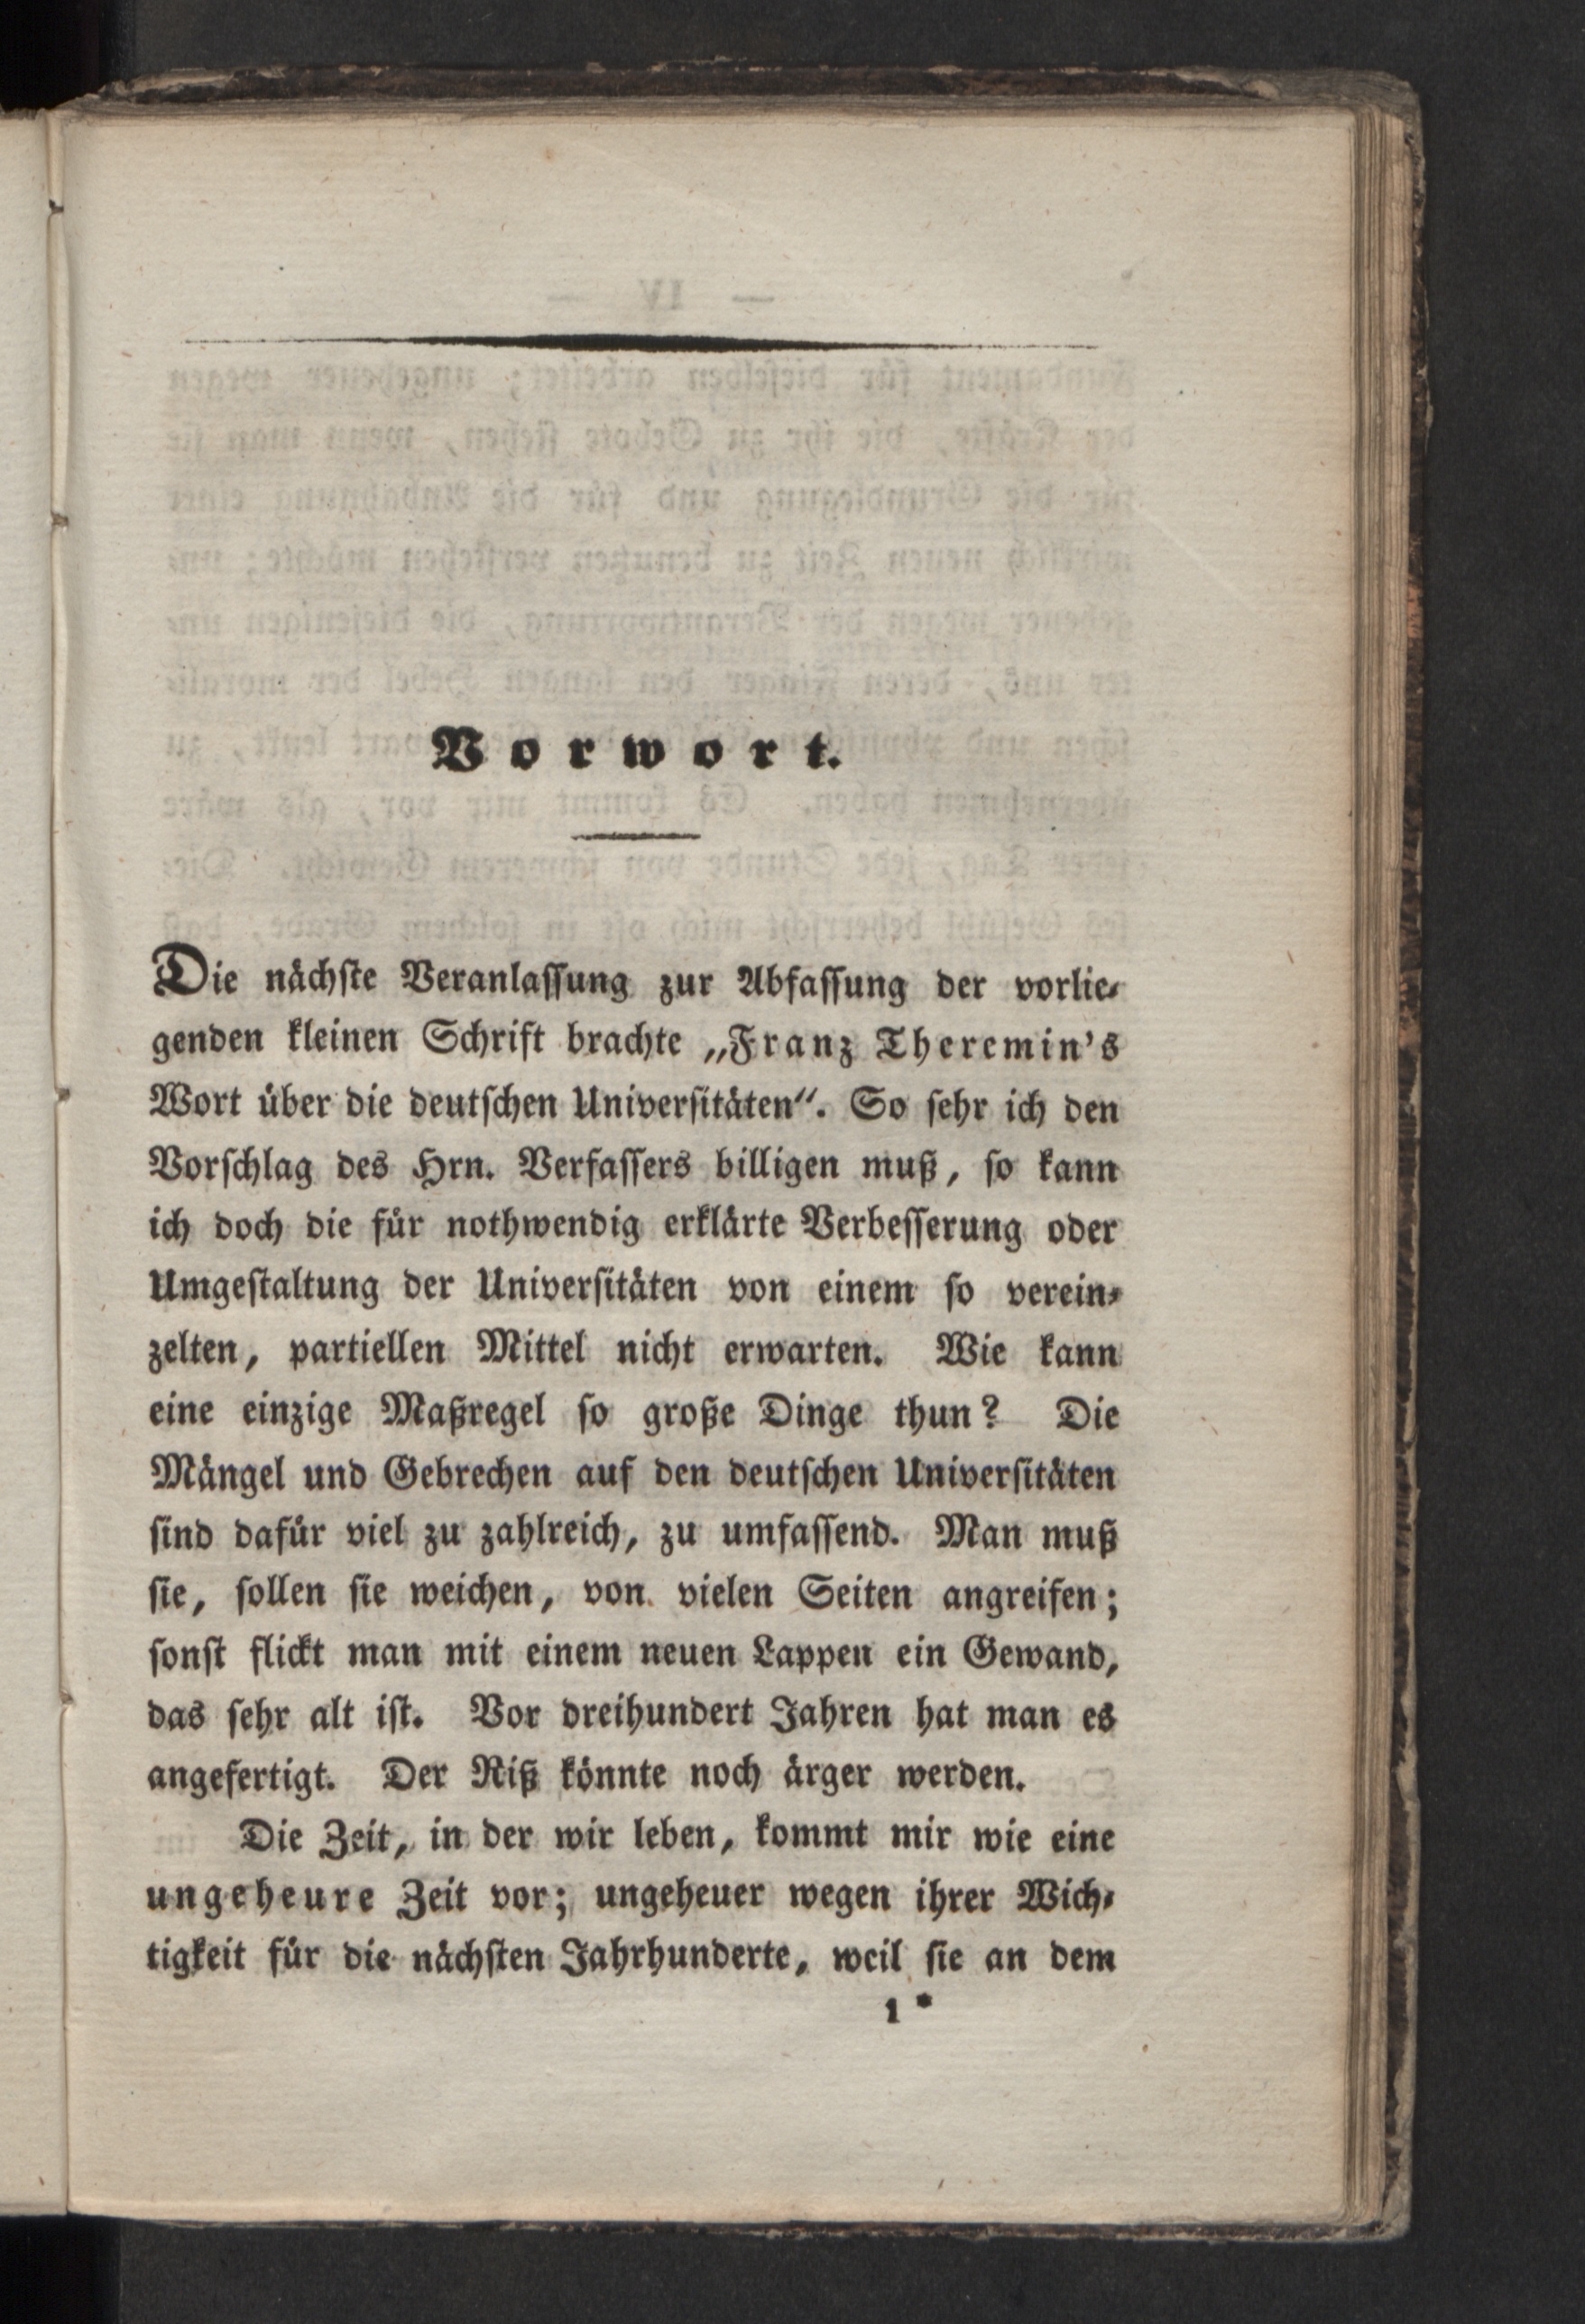 Vorwort.
Die nächſte Veranlaſſung zur Abfaſſung der vorlie⸗
genden kleinen Schrift brachte „Franz Theremin's
Wort über die deutſchen Univerſitäten“. So ſehr ich den
Vorſchlag des Hrn. Verfaſſers billigen muß, ſo kann
ich doch die für nothwendig erklärte Verbeſſerung oder
Umgeſtaltung der Univerſitäten von einem ſo verein⸗
zelten, partiellen Mittel nicht erwarten. Wie kann
eine einzige Maßregel ſo große Dinge thun? Die
Mängel und Gebrechen auf den deutſchen Univerſitäten
ſind dafür viel zu zahlreich, zu umfaſſend. Man muß
ſie, ſollen ſie weichen, von vielen Seiten angreifen;
ſonſt flickt man mit einem neuen Lappen ein Gewand,
das ſehr alt iſt. Vor dreihundert Jahren hat man es
angefertigt. Der Riß könnte noch ärger werden.
Die Zeit, in der wir leben, kommt mir wie eine
ungeheure Zeit vor; ungeheuer wegen ihrer Wich⸗
tigkeit für die nächſten Jahrhunderte, weil ſie an dem
1*